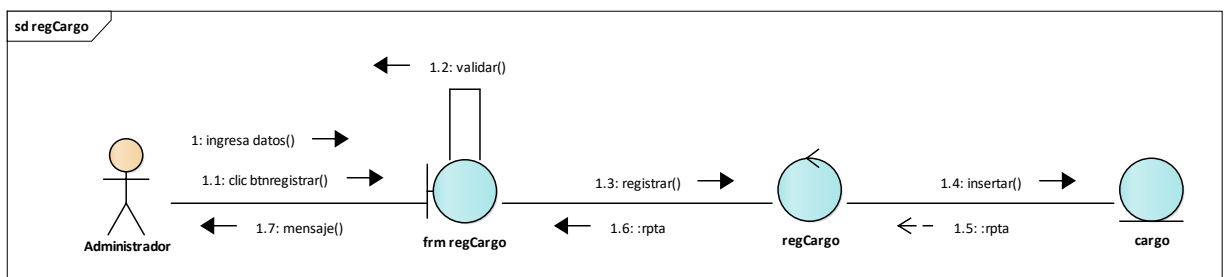 sd regCargo
1.2: validar()
1: ingresa datos()
1.1: clic btnregistrar()
1.3: registrar()
1.4: insertar()
1.7: mensaje()
1.6: :rpta
1.5: :rpta
Administrador
frm regCargo
regCargo
cargo